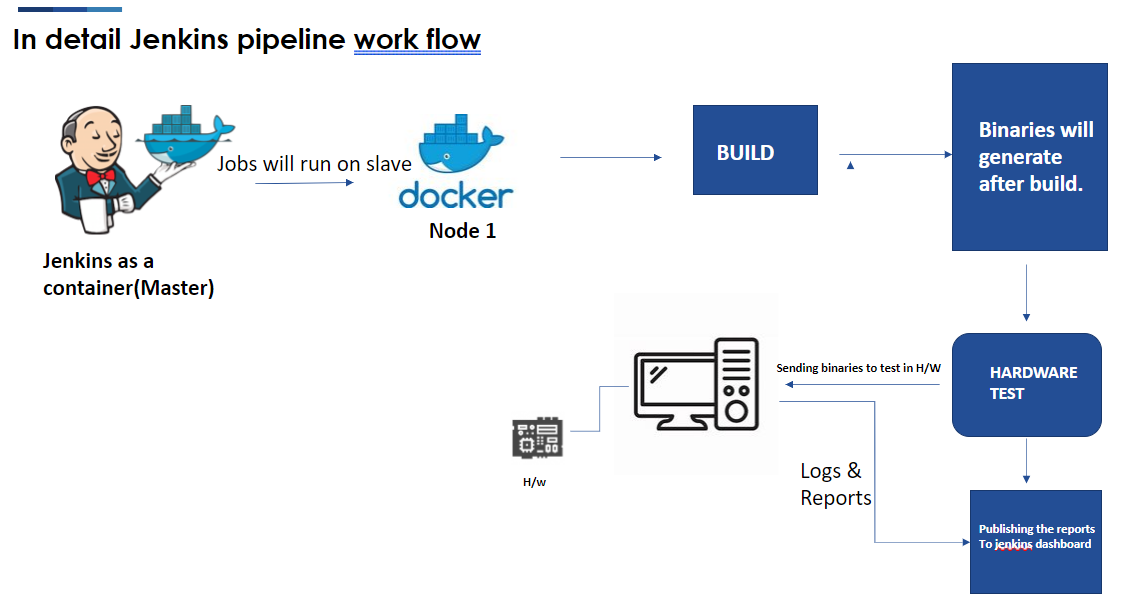 In detail Jenkins pipeline work flow
Jobs will run on slave
docker
Node 1
Jenkins as a
container(Master)
BUILD
Binaries will
generate
after build.
HARDWARE
TEST
Sending binaries to test in H/W
H/w
Logs &
Reports
Publishing the reports
To jenkins dashboard